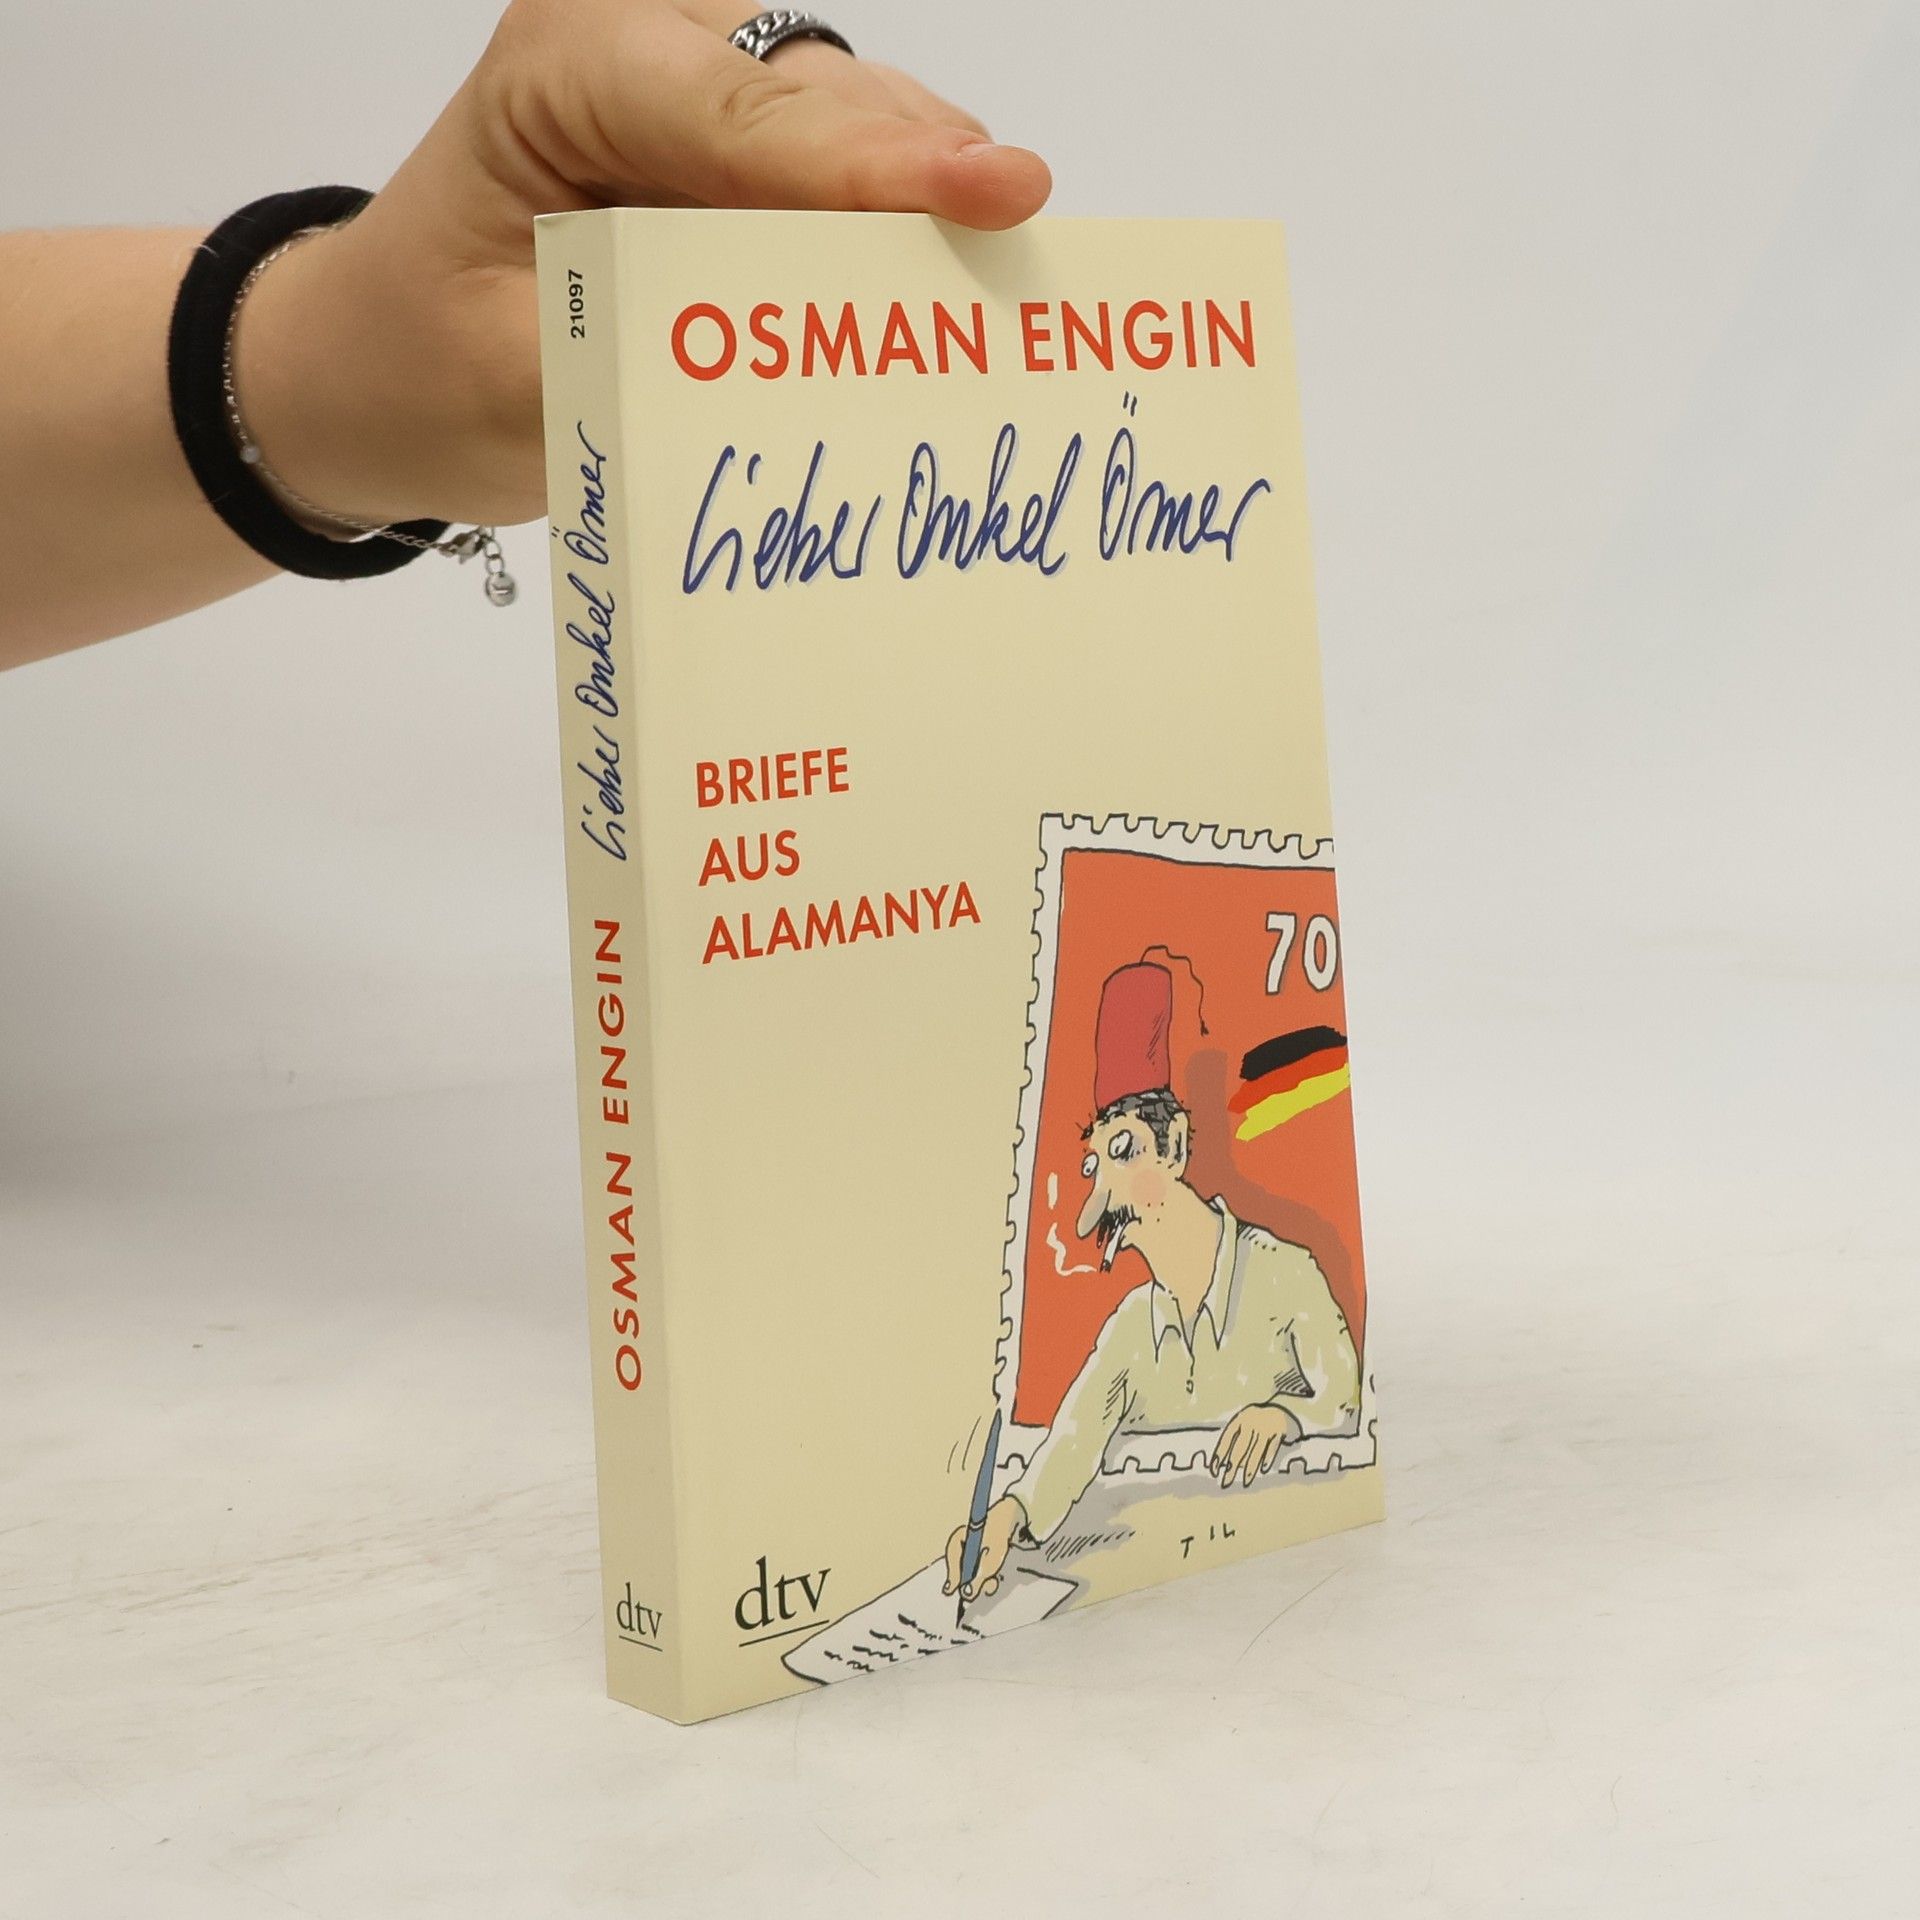 21097
Lieber Onkel Ömer
OSMAN ENGIN
dtv
OSMAN ENGIN
Lieber Onkel Ömer
BRIEFE
AUS
ALAMANYA
70
TIL
dtv